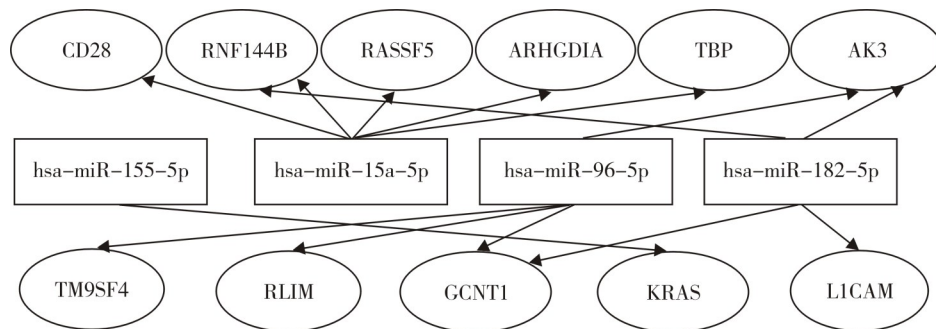 CD28
RNF144B
RASSF5
ARHGDIA
TBP
AK3
hsa-miR-155-5p
hsa-miR-15a-5p
hsa-miR-96-5p
hsa-miR-182-5p
TM9SF4
RLIM
GCNT1
KRAS
L1CAM